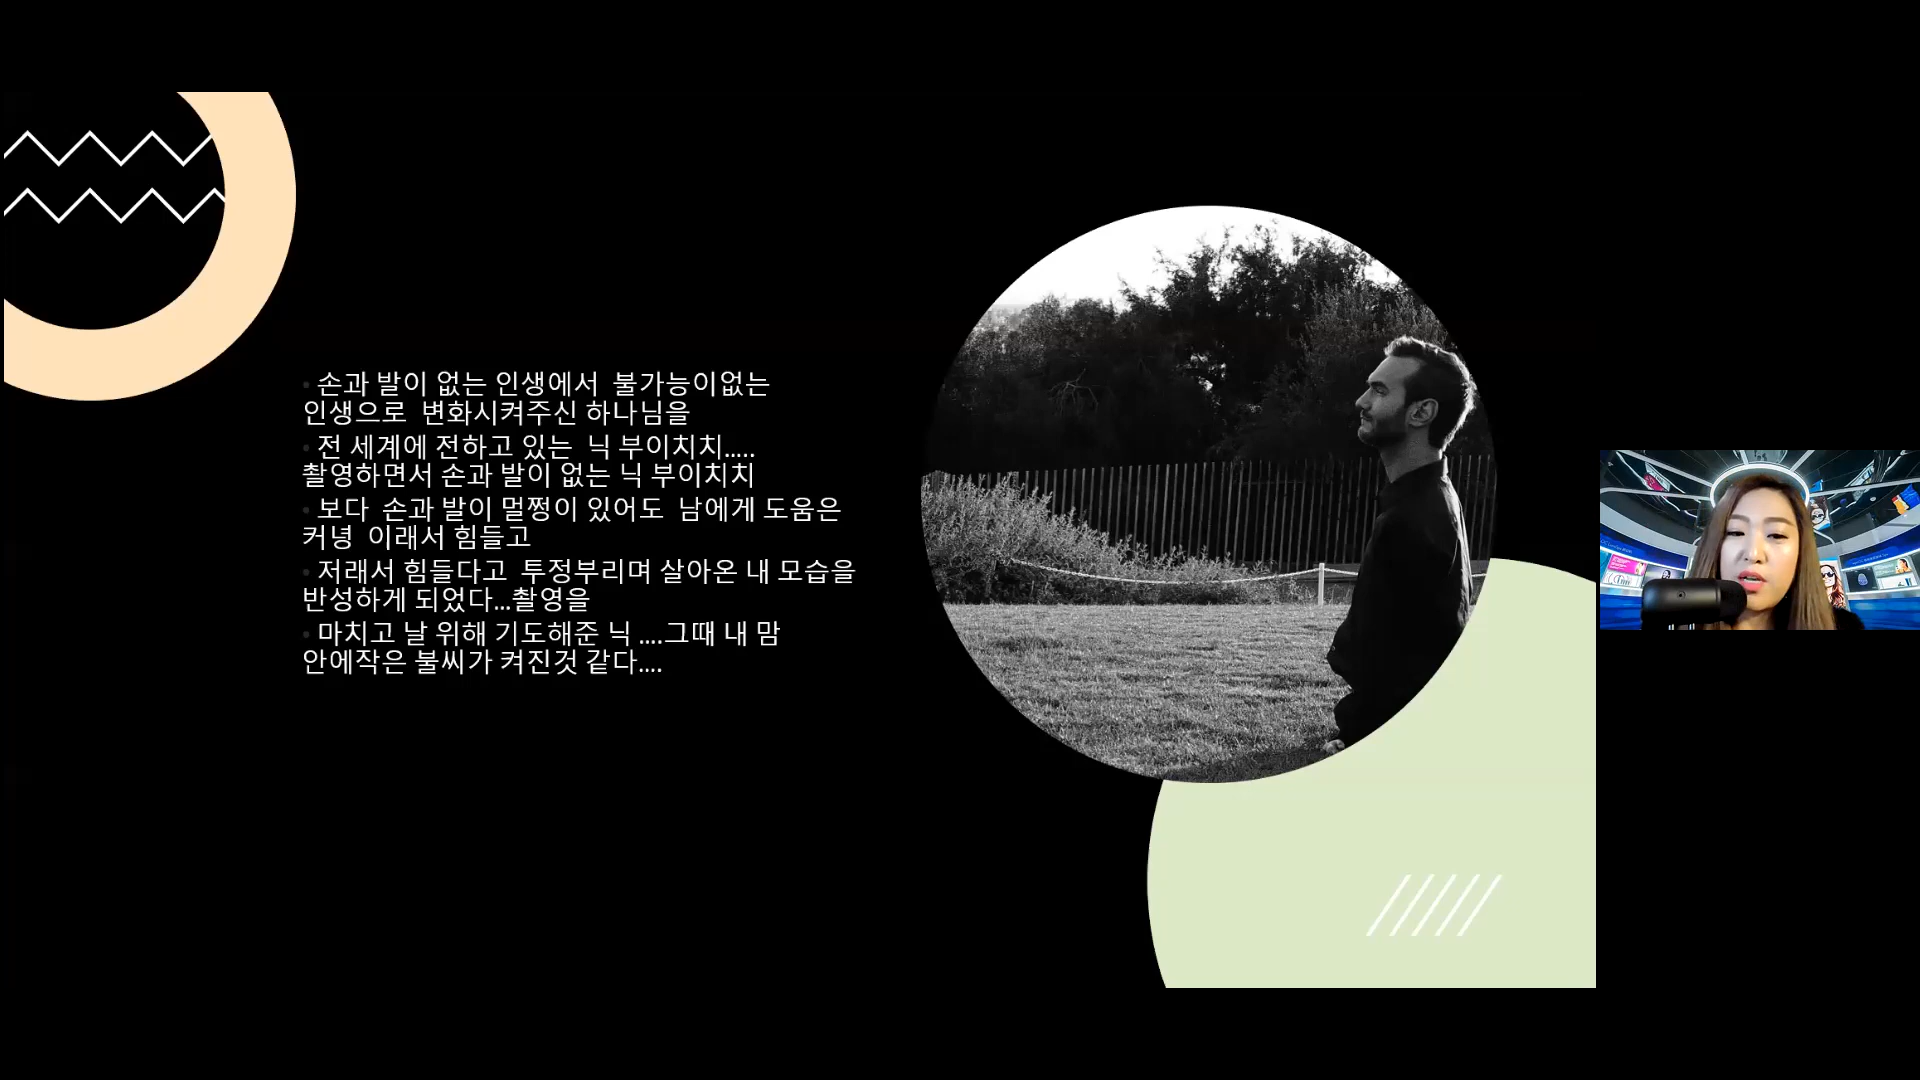 • 손과 발이 없는 인생에서 불가능이없는
인생으로 변화시켜주신 하나님을
• 전 세계에 전하고 있는 닉 부이치치.....
촬영하면서 손과 발이 없는 닉 부이치치
• 보다 손과 발이 멀쩡이 있어도 남에게 도움은
커녕 이래서 힘들고
• 저래서 힘들다고 투정부리며 살아온 내 모습을
반성하게 되었다...촬영을
• 마치고 날 위해 기도해준 닉 ....그때 내 맘
안에작은 불씨가 켜진것 같다....